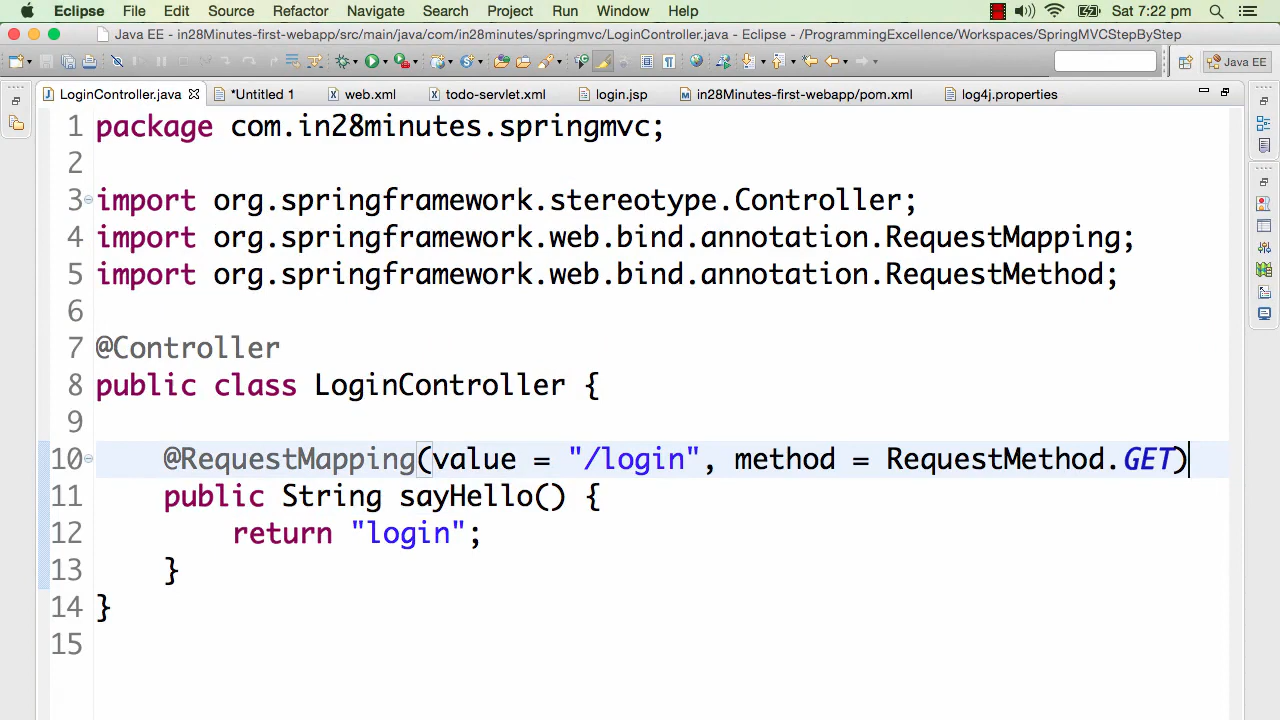 Eclipse File Edit Source Refactor Navigate Search Project Run Window Help Sat 7:22 pm
Java EE - in28Minutes-first-webapp/src/main/java/com/in28minutes/springmvc/LoginController.java - Eclipse - /ProgrammingExcellence/Workspaces/SpringMVCStepByStep
Java EE
LoginController.java *Untitled 1 web.xml todo-servlet.xml login.jsp in28Minutes-first-webapp/pom.xml log4j.properties
1 package com.in28minutes.springmvc;
2
3 import org.springframework.stereotype.Controller;
4 import org.springframework.web.bind.annotation.RequestMapping;
5 import org.springframework.web.bind.annotation.RequestMethod;
6
7 @Controller
8 public class LoginController {
9
10 @RequestMapping(value = "/login", method = RequestMethod.GET)
11 public String sayHello() {
12 return "login";
13 }
14 }
15